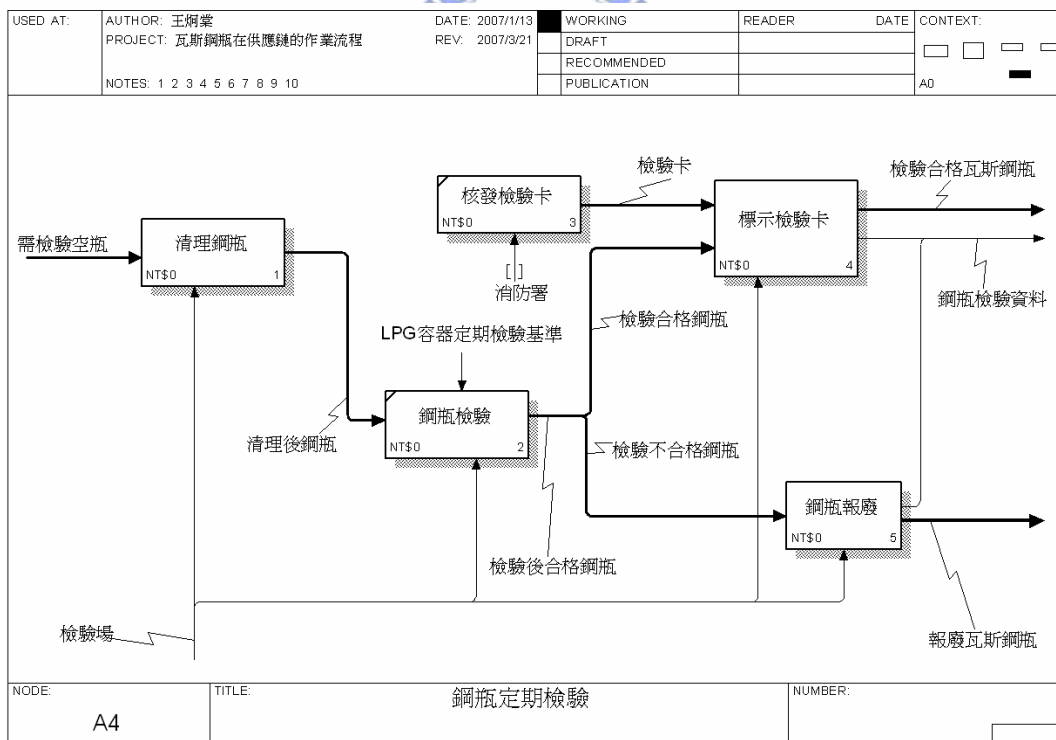 USED AT:
AUTHOR: 王炯棠
DATE: 2007/1/13
PROJECT: 瓦斯鋼瓶在供應鏈的作業流程
REV: 2007/3/21
NOTES: 1 2 3 4 5 6 7 8 9 10
WORKING
DRAFT
RECOMMENDED
PUBLICATION
READER DATE
CONTEXT:
A0
檢驗卡
檢驗合格瓦斯鋼瓶
核發檢驗卡
NT$0 3
標示檢驗卡
NT$0 4
需檢驗空瓶
清理鋼瓶
NT$0 1
[ ]
消防署
鋼瓶檢驗資料
檢驗合格鋼瓶
LPG容器定期檢驗基準
鋼瓶檢驗
NT$0 2
清理後鋼瓶
檢驗不合格鋼瓶
鋼瓶報廢
NT$0 5
檢驗後合格鋼瓶
檢驗場
報廢瓦斯鋼瓶
NODE:
A4
TITLE:
鋼瓶定期檢驗
NUMBER: